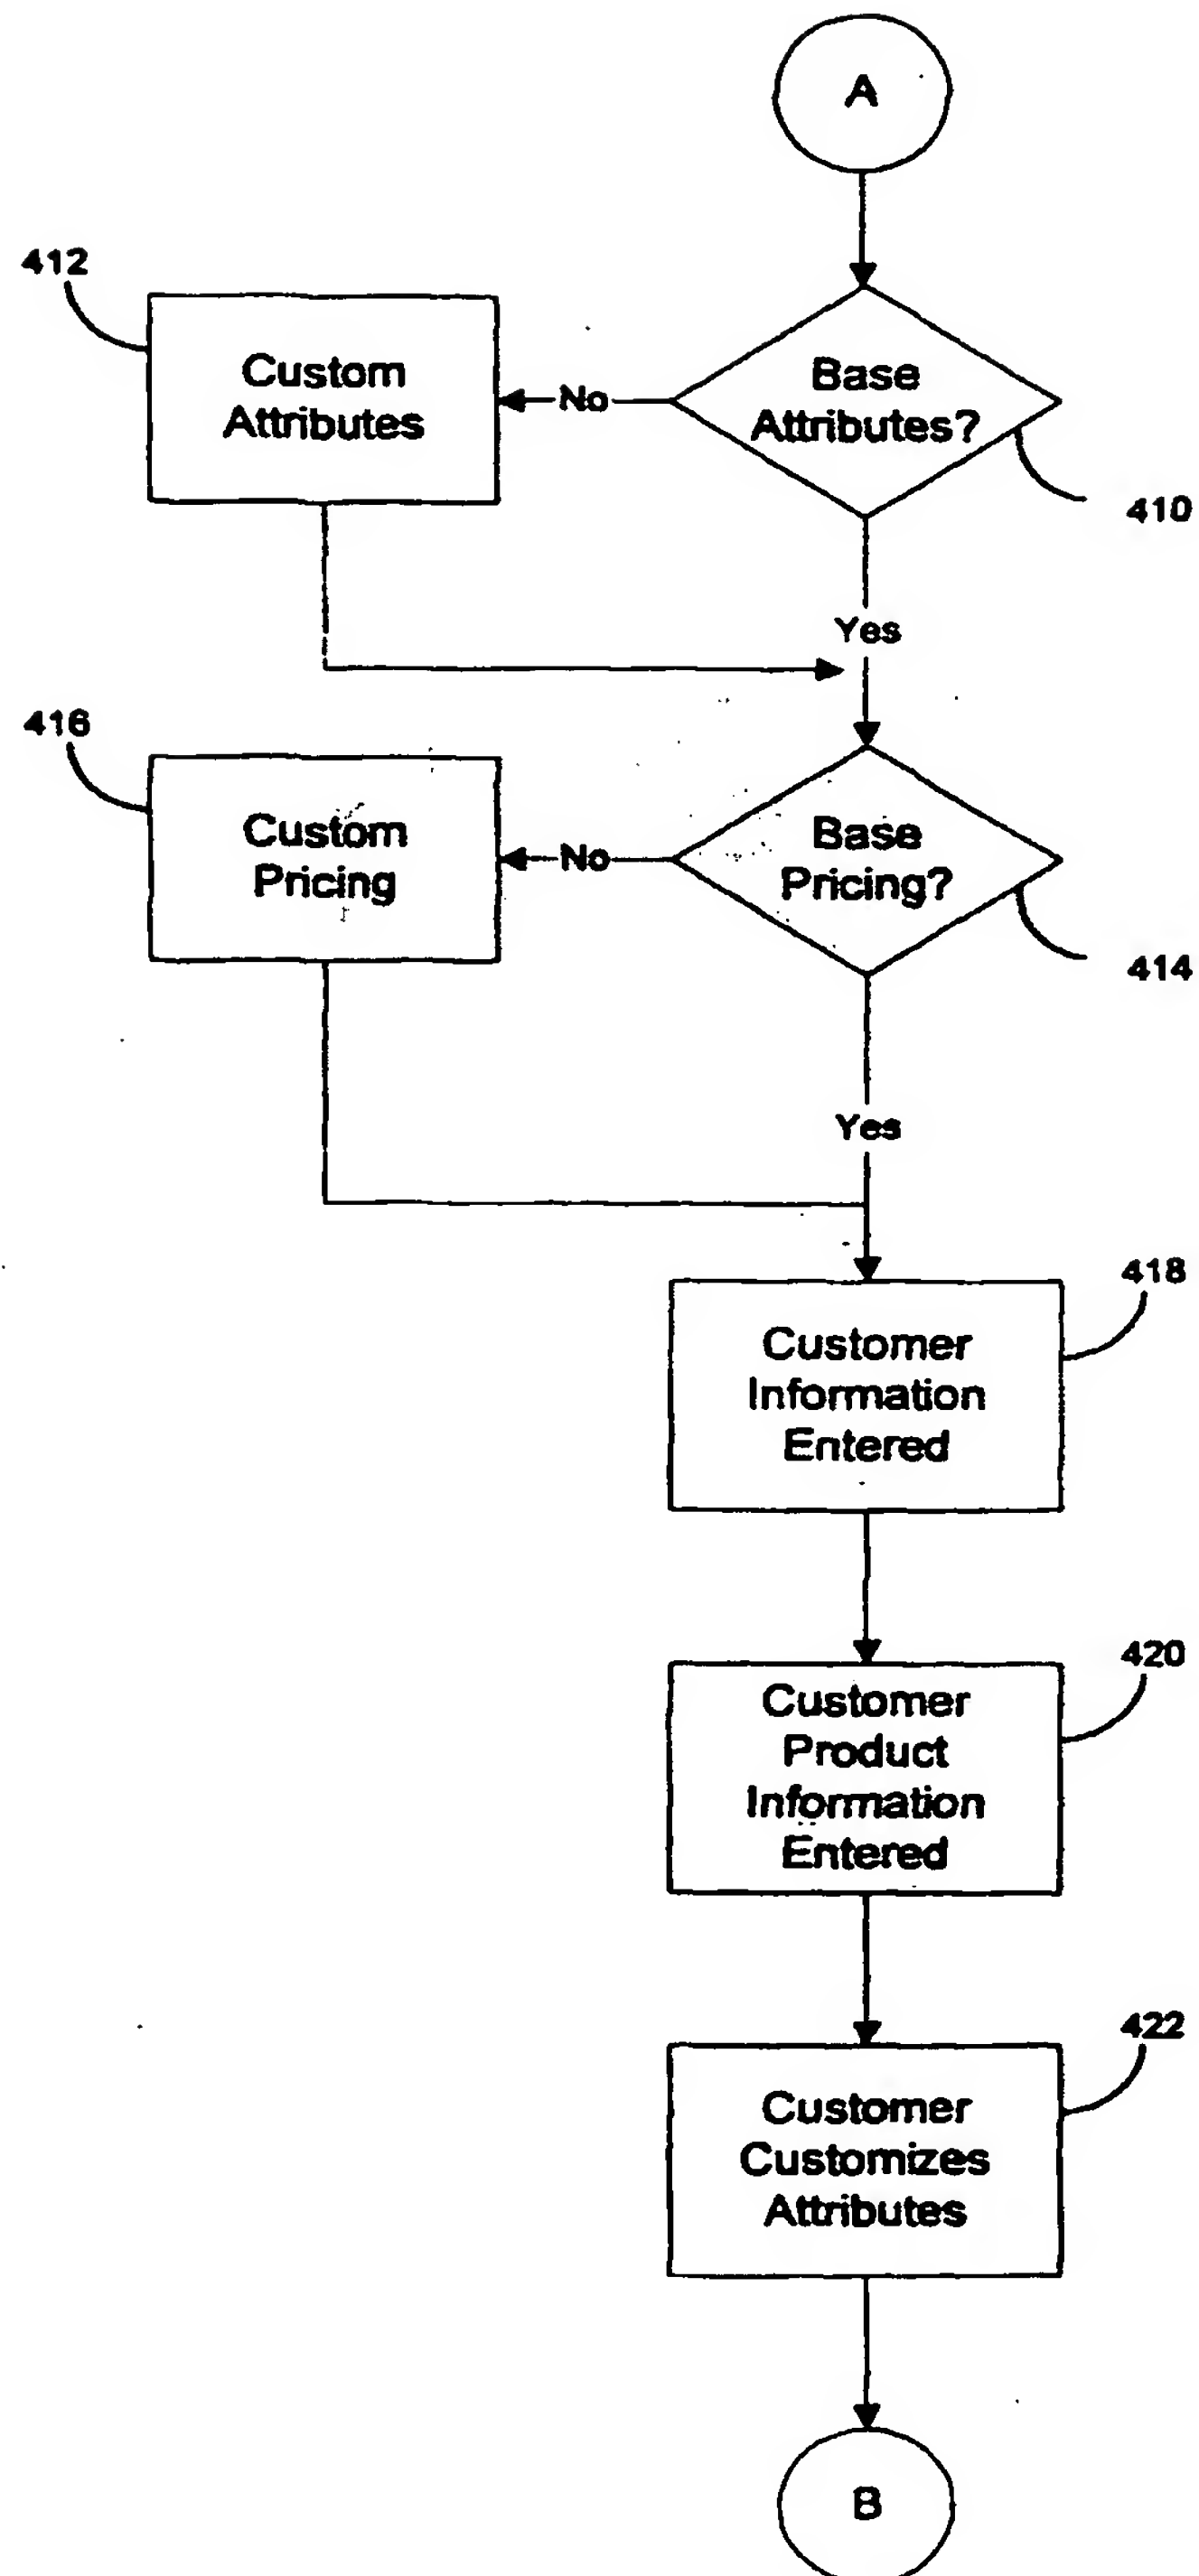 A
412
Custom
Attributes
No
Base
Attributes?
410
Yes
416
Custom
Pricing
No
Base
Pricing?
414
Yes
418
Customer
Information
Entered
420
Customer
Product
Information
Entered
422
Customer
Customizes
Attributes
B